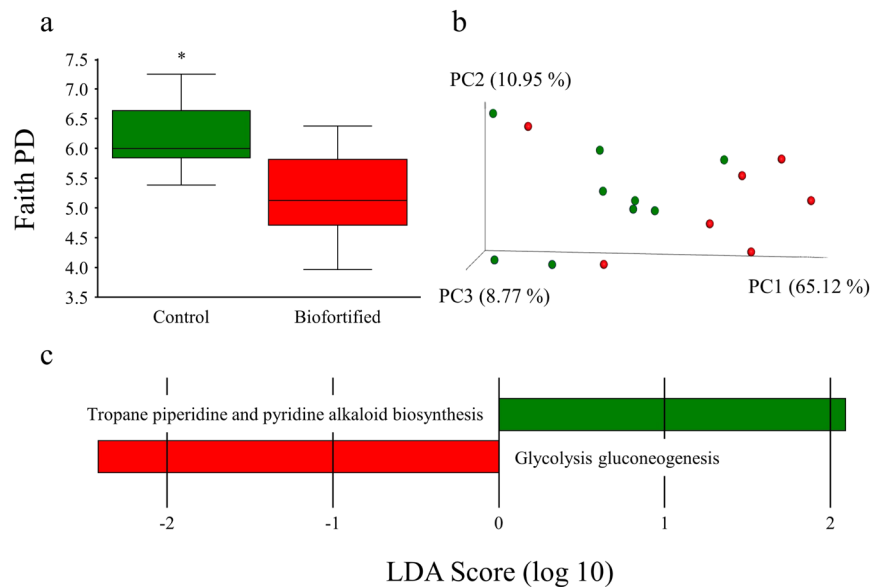 a
*
7.5
7.0
6.5
6.0
5.5
5.0
4.5
4.0
3.5
Faith PD
Control
Biofortified
b
PC2 (10.95 %)
PC3 (8.77 %)
PC1 (65.12 %)
c
Tropane piperidine and pyridine alkaloid biosynthesis
Glycolysis gluconeogenesis
-2
-1
0
1
2
LDA Score (log 10)